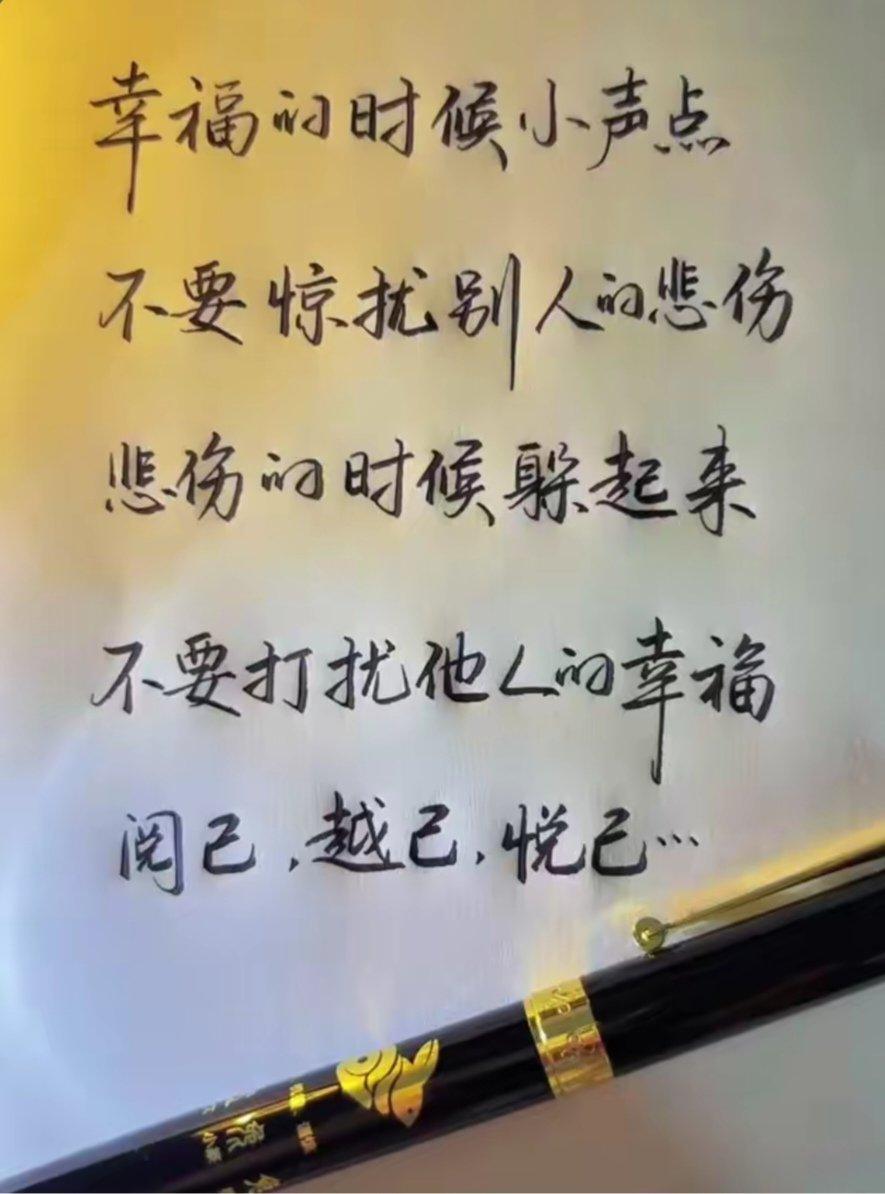 幸福的时候小声点
不要惊扰别人的悲伤
悲伤的时候躲起来
不要打扰他人的幸福
阅己,越己,悦己…